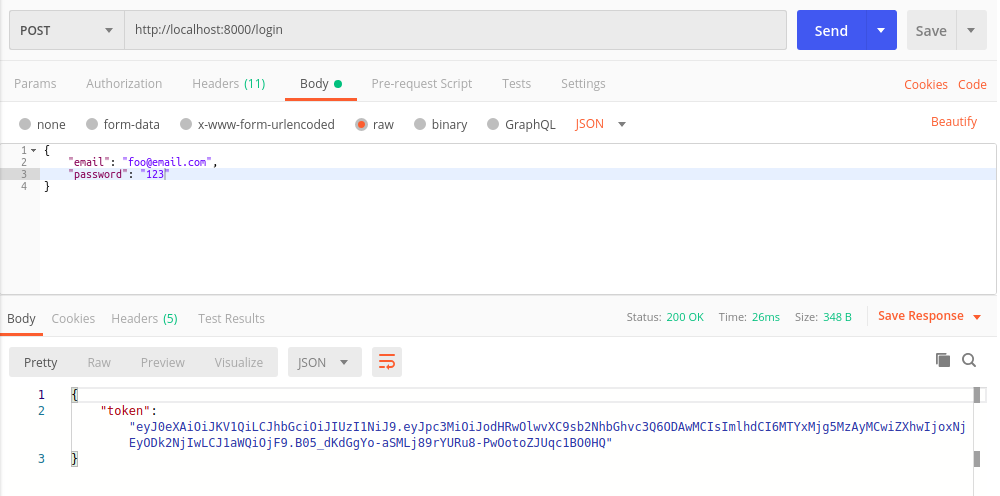 POST http://localhost:8000/login Send Save
Params Authorization Headers (11) Body Pre-request Script Tests Settings Cookies Code
none form-data x-www-form-urlencoded raw binary GraphQL JSON Beautify
1 {
2 "email": "foo@email.com",
3 "password": "123"
4 }
Body Cookies Headers (5) Test Results Status: 200 OK Time: 26ms Size: 348 B Save Response
Pretty Raw Preview Visualize JSON
1 {
2 "token":
"eyJ0eXAiOiJKV1QiLCJhbGciOiJIUzI1NiJ9.eyJpc3MiOiJodHRwOlwvXC9sb2NhbGhvc3Q6ODAwMCIsImlhdCI6MTYxMjg5MzAyMCwiZXhwIjoxNj
EyODk2NjIwLCJ1aWQiOjF9.B05_dKdGgYo-aSMLj89rYURu8-PwOotoZJUqc1BO0HQ"
3 }